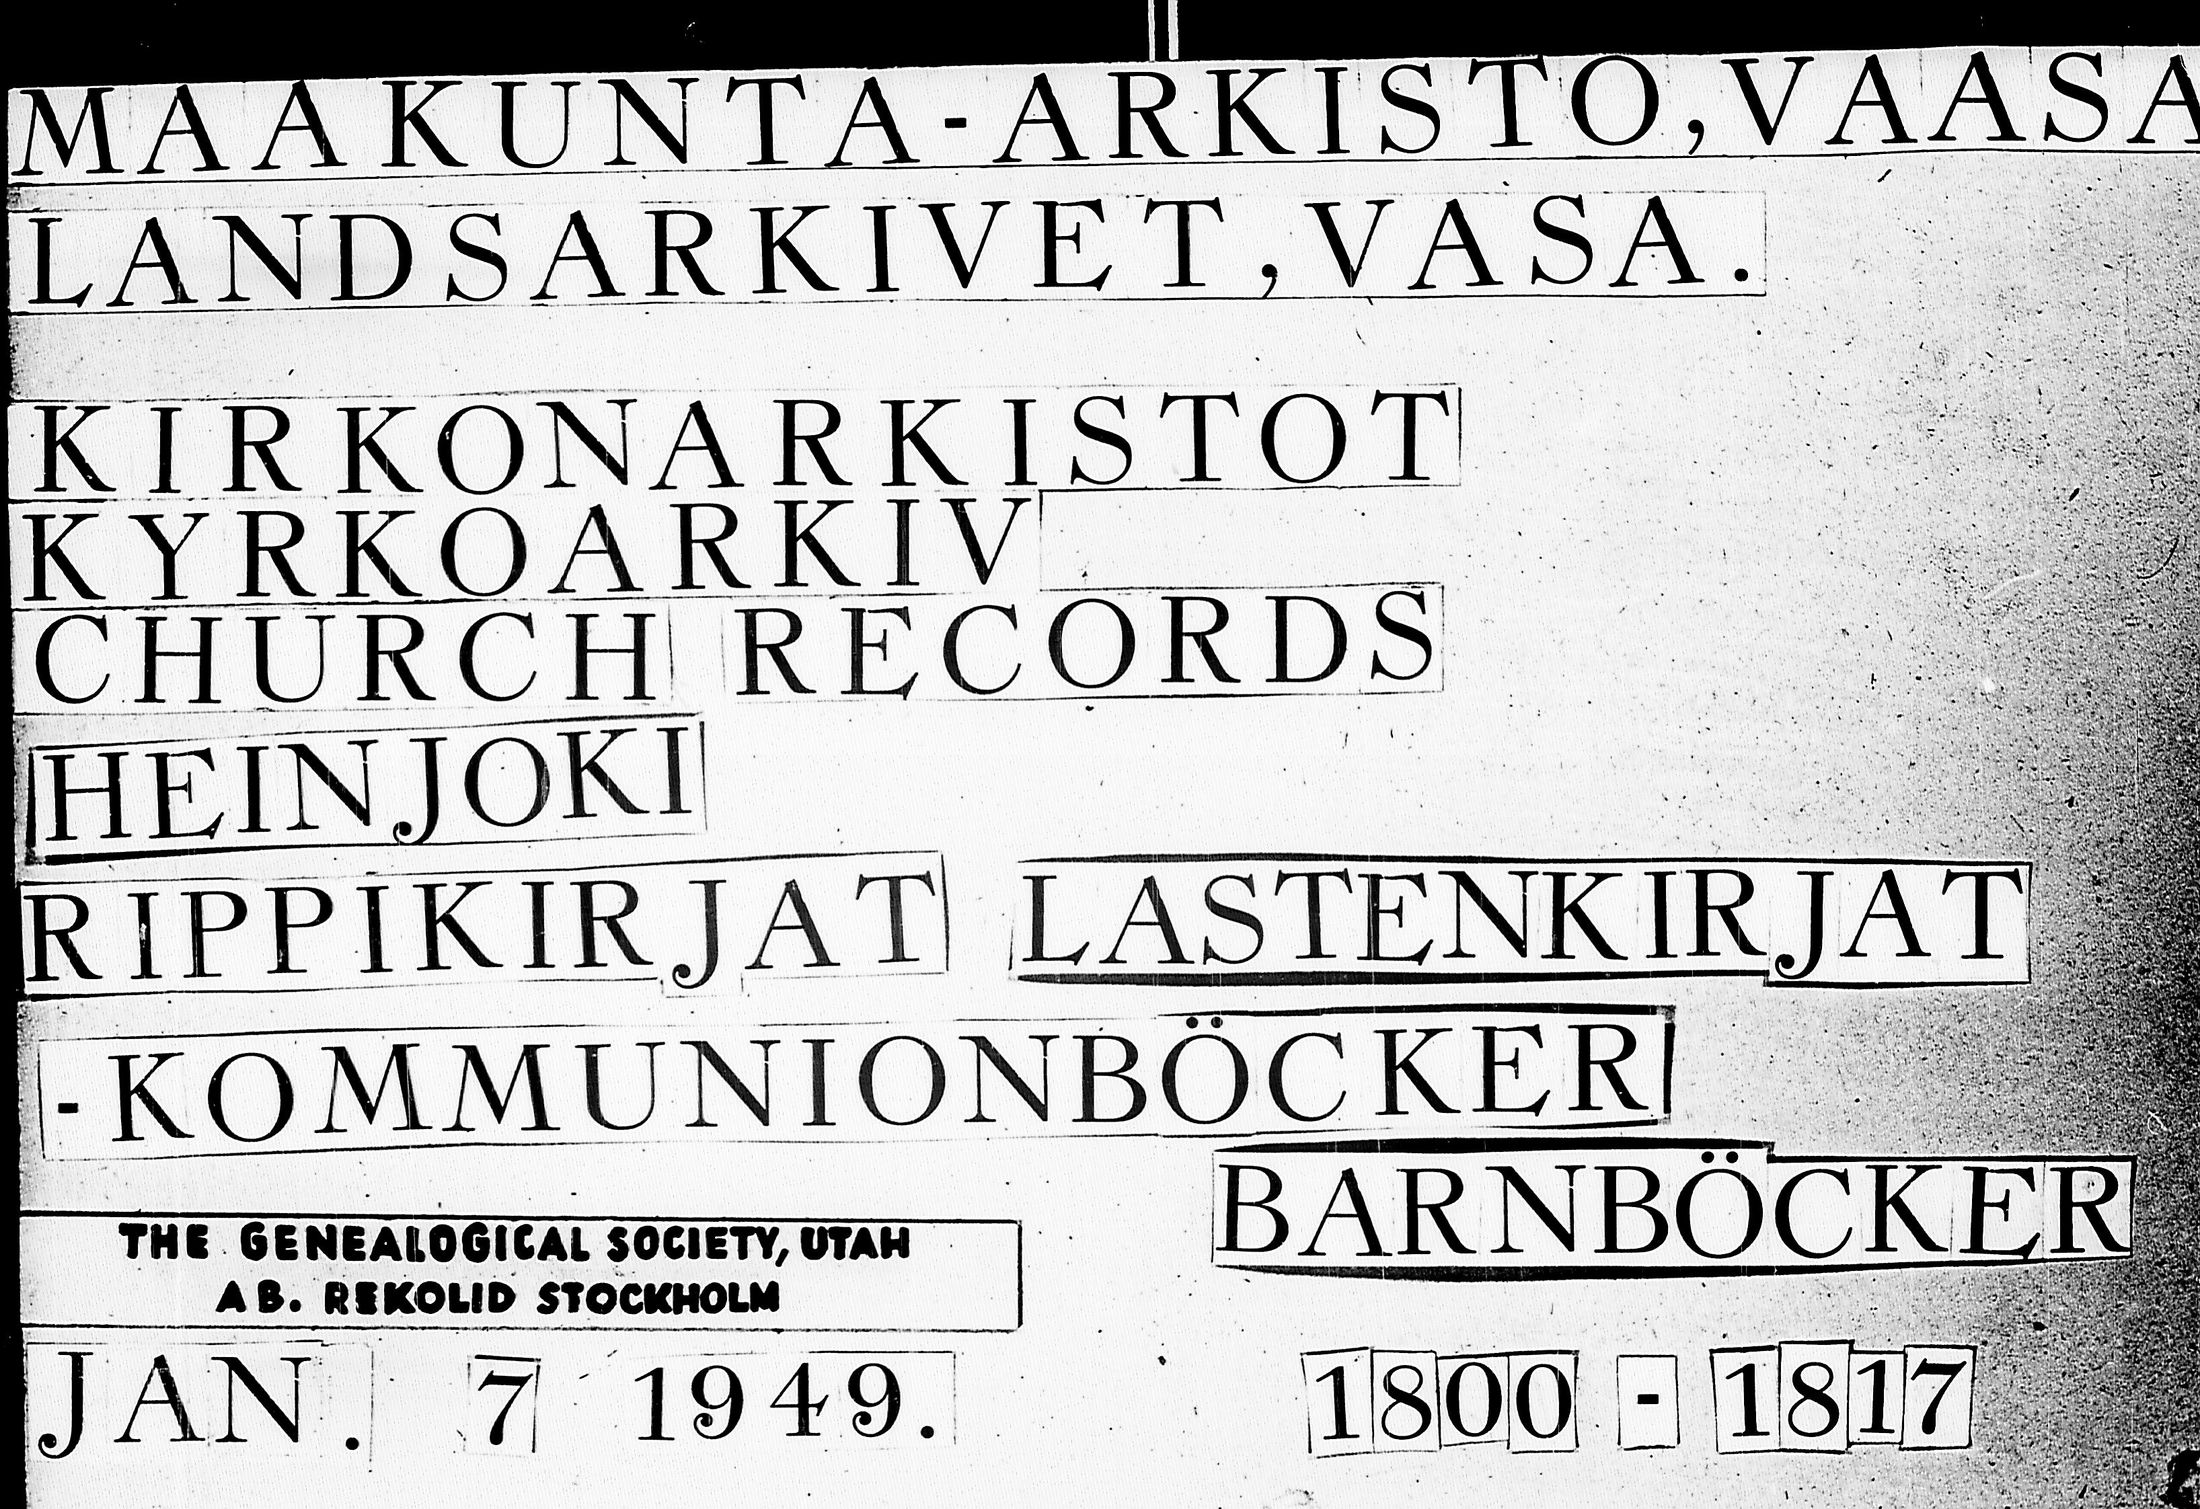 MAAKUNTA-ARKISTO, VAASA
LANDSARKIVET, VASA.
KIRKONARKISTOT
KYRKOARKIV
CHURCH RECORDS
HEINJOKI
RIPPIKIRJAT LASTENKIRJAT
-KOMMUNIONBÖCKER
BARNBÖCKER
THE GENEALOGICAL SOCIETY, UTAH
AB. REKOLID STOCKHOLM
JAN. 7 1949. 1800 - 1817